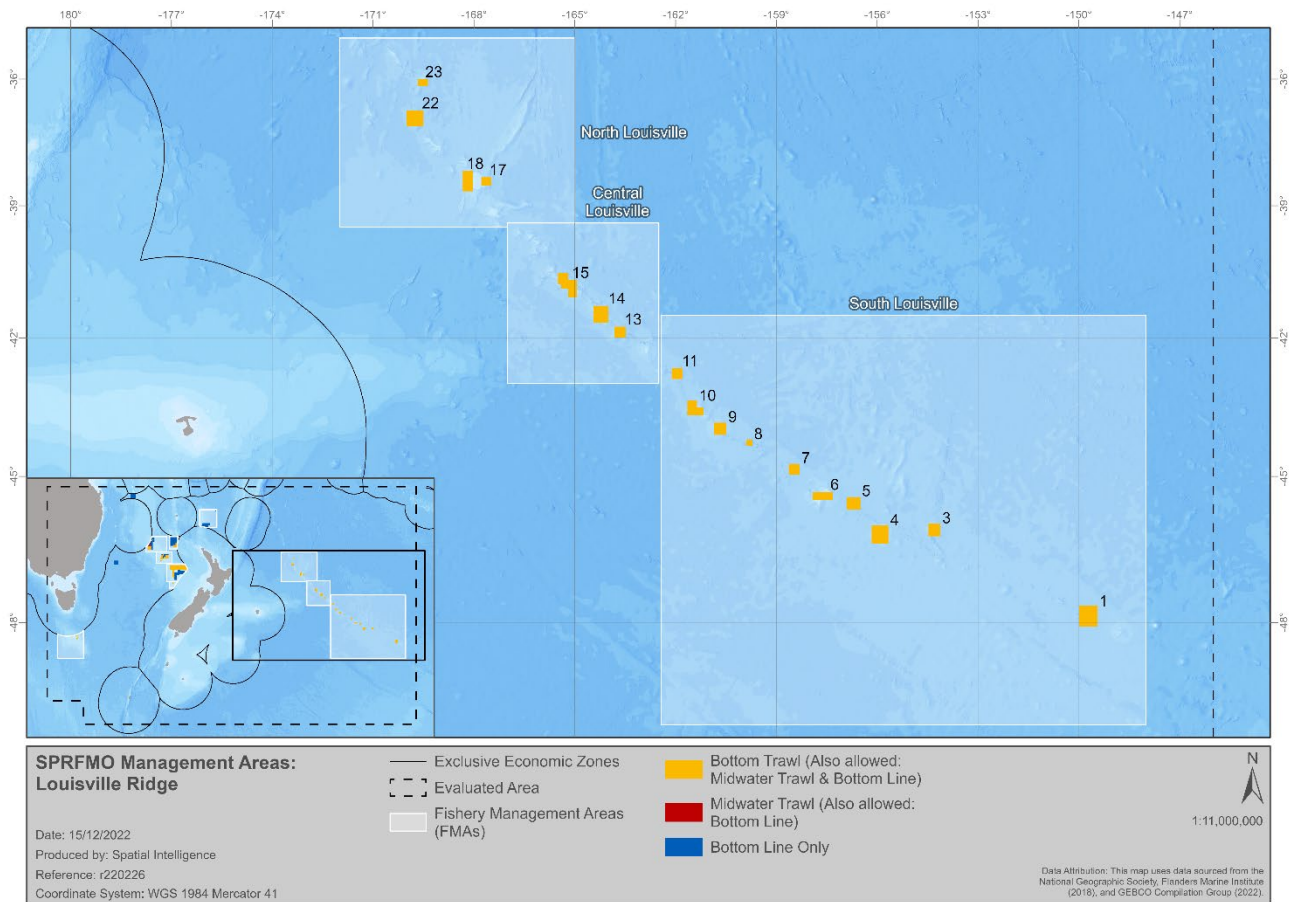 180° -177° -174° -171° -168° -165° -162° -159° -156° -153° -150° -147°
-36° -36°
23
22
North Louisville
18 17
-39° -39°
Central
Louisville
15
14
13
South Louisville
-42° -42°
11
10
9
8
7
6
5
4
3
-45° -45°
1
-48° -48°
SPRFMO Management Areas:
Louisville Ridge
Date: 15/12/2022
Produced by: Spatial Intelligence
Reference: r220226
Coordinate System: WGS 1984 Mercator 41
Exclusive Economic Zones
Evaluated Area
Fishery Management Areas
(FMAs)
Bottom Trawl (Also allowed:
Midwater Trawl & Bottom Line)
Midwater Trawl (Also allowed:
Bottom Line)
Bottom Line Only
N
1:11,000,000
Data Attribution: This map uses data sourced from the
National Geographic Society, Flanders Marine Institute
(2018), and GEBCO Compilation Group (2022).